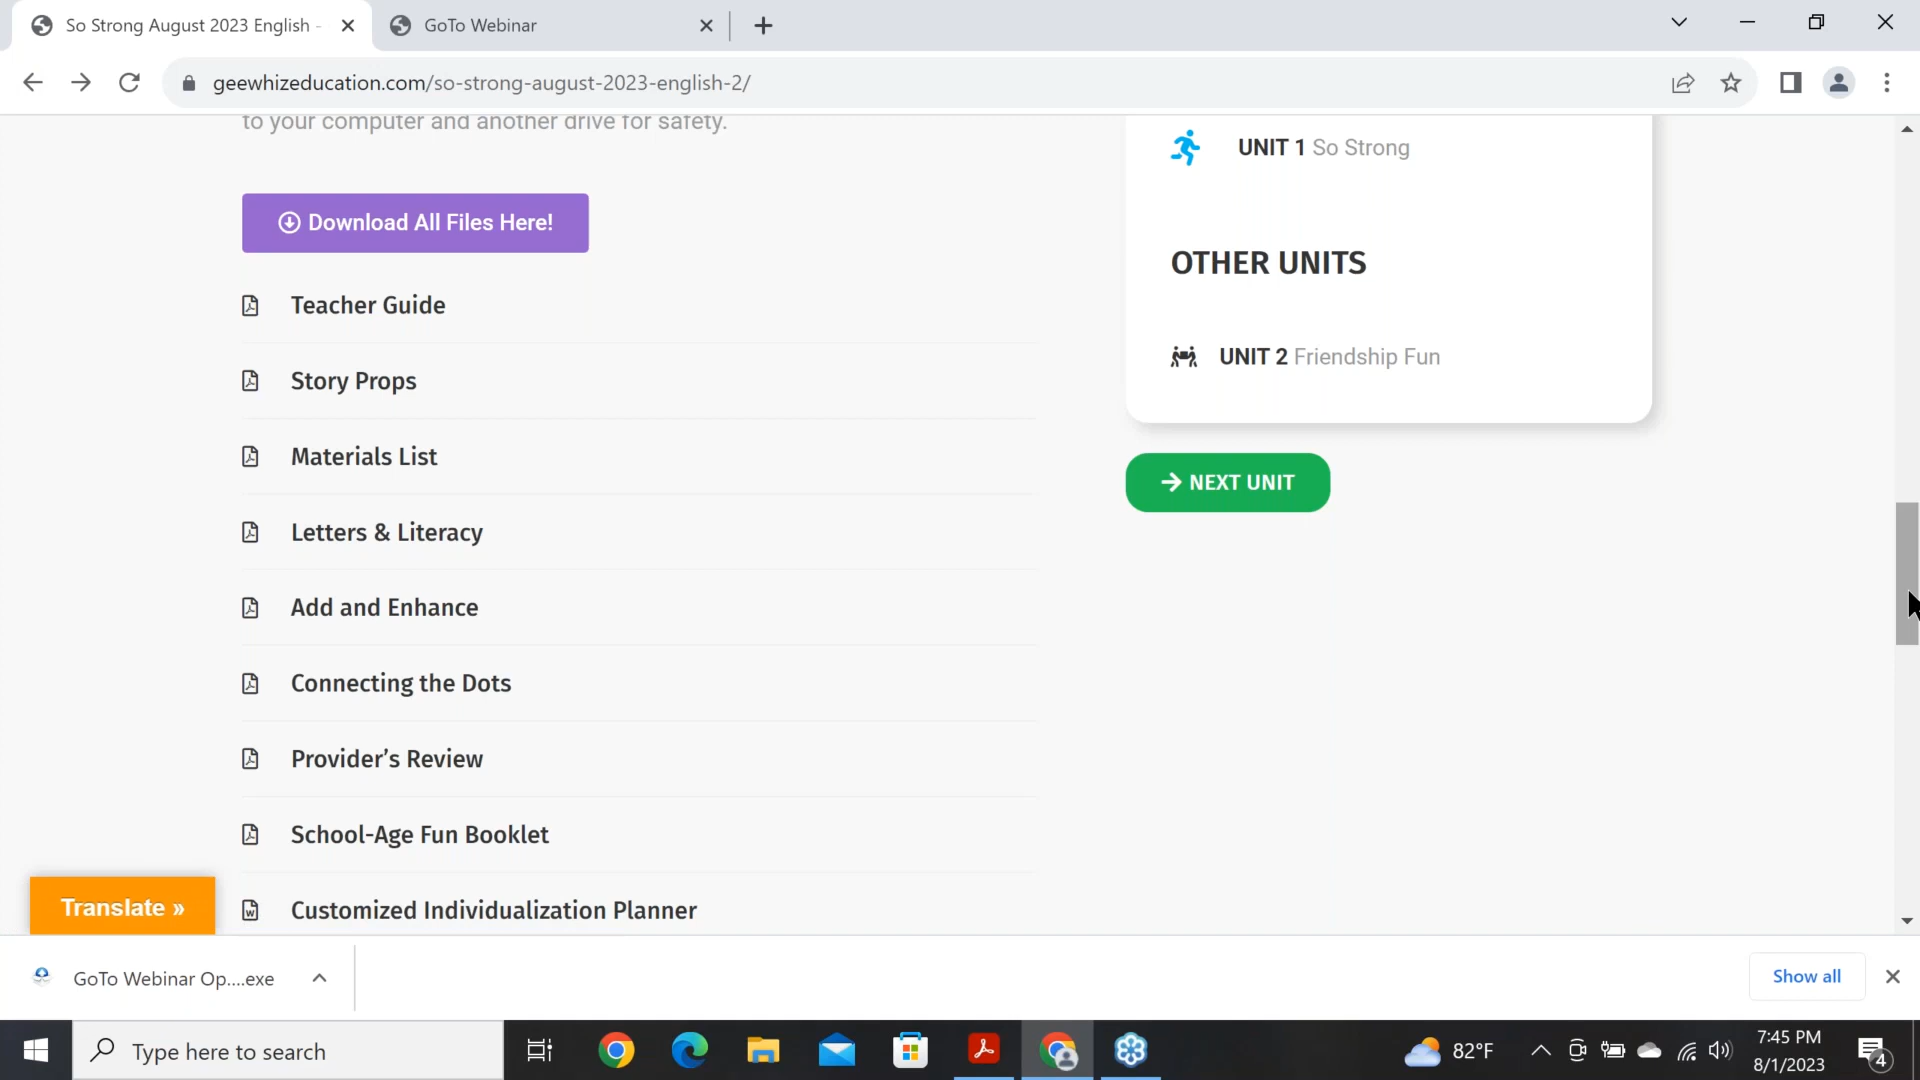 So Strong August 2023 English -
GoTo Webinar
geewhizeducation.com/so-strong-august-2023-english-2/
to your computer and another drive for safety.
Download All Files Here!
Teacher Guide
Story Props
Materials List
Letters & Literacy
Add and Enhance
Connecting the Dots
Provider’s Review
School-Age Fun Booklet
Customized Individualization Planner
UNIT 1 So Strong
OTHER UNITS
UNIT 2 Friendship Fun
→ NEXT UNIT
Translate »
GoTo Webinar Op....exe
Show all
Type here to search
82°F
7:45 PM
8/1/2023
4